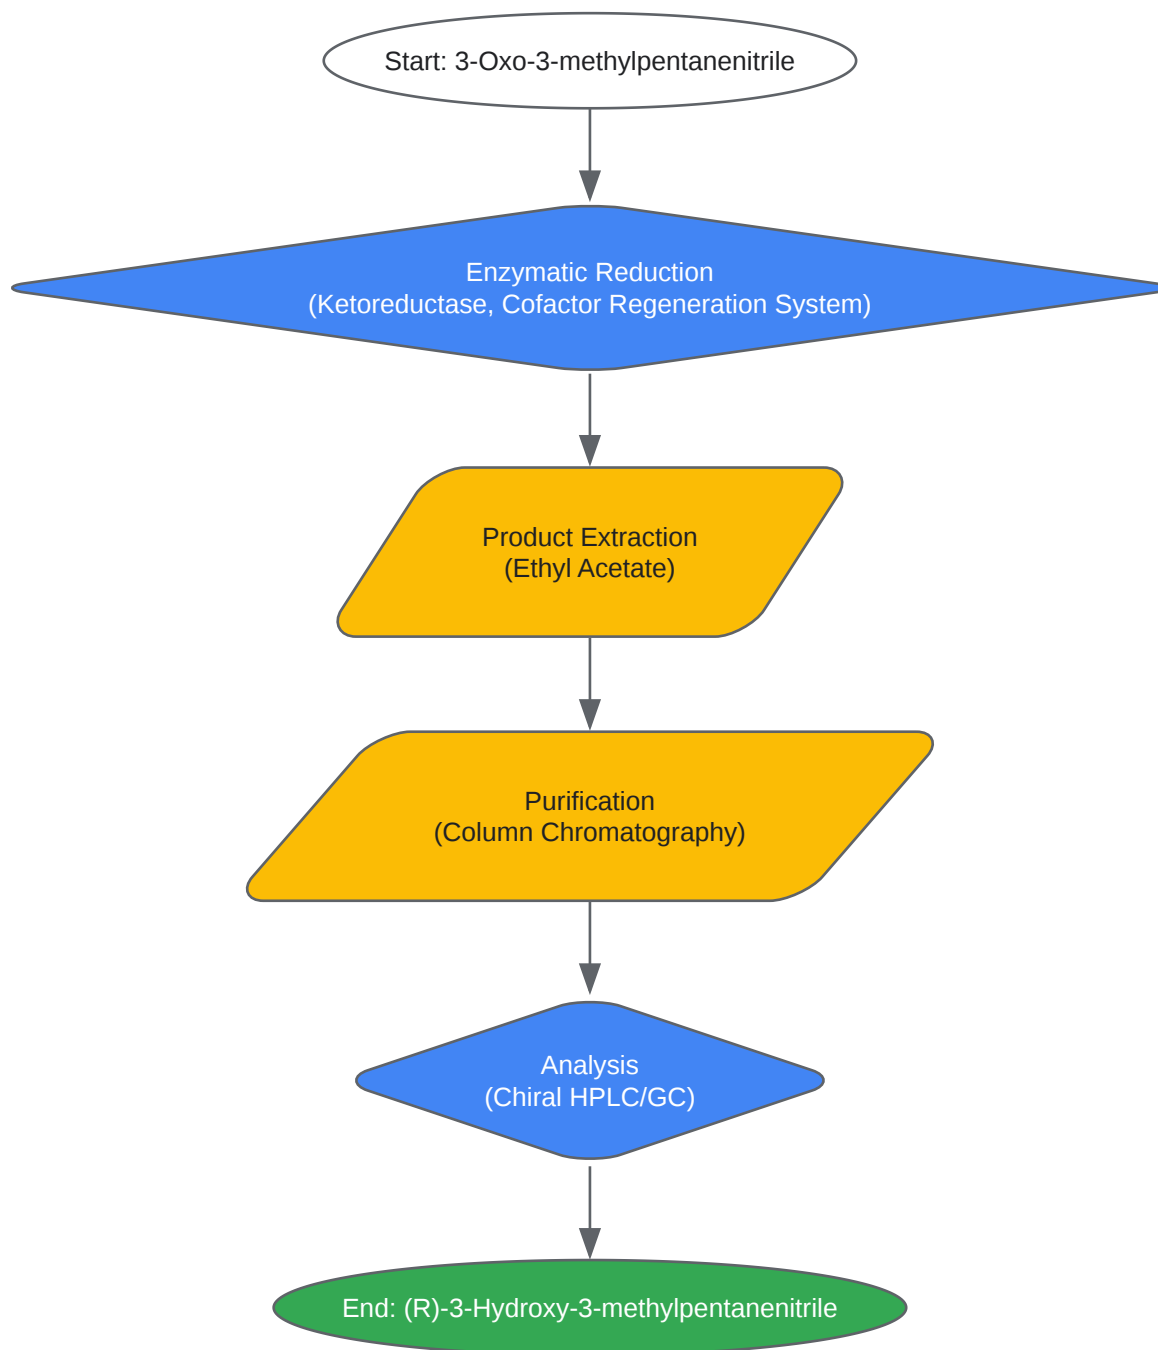 Start: 3-Oxo-3-methylpentanenitrile
Enzymatic Reduction
(Ketoreductase, Cofactor Regeneration System)
Product Extraction
(Ethyl Acetate)
Purification
(Column Chromatography)
Analysis
(Chiral HPLC/GC)
End: (R)-3-Hydroxy-3-methylpentanenitrile